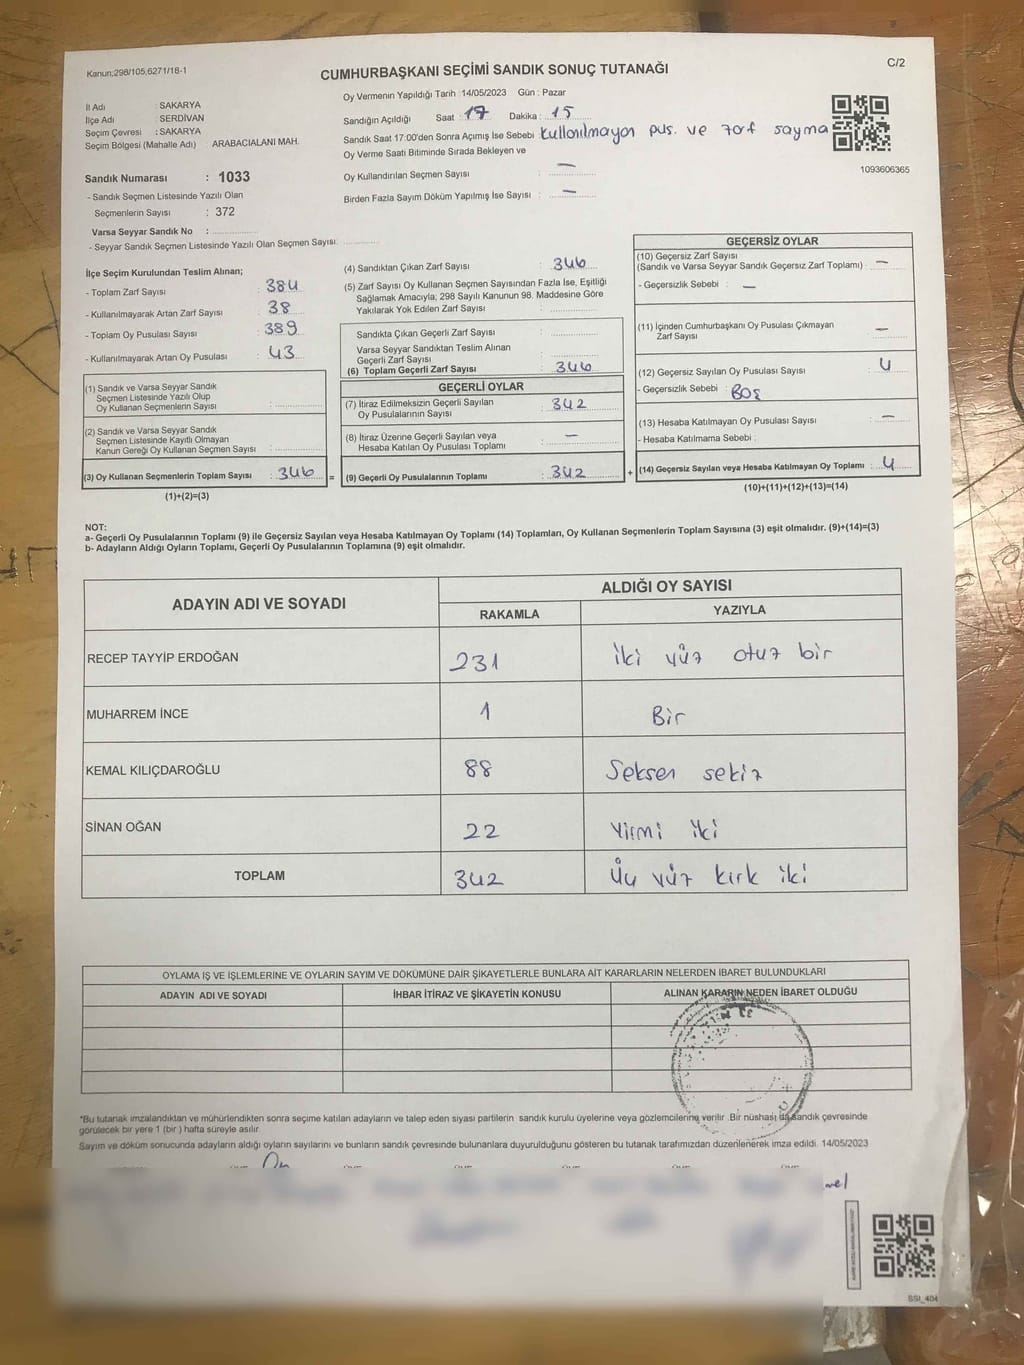 Kanun;298/105,6271/18-1
C/2
CUMHURBAŞKANI SEÇİMİ SANDIK SONUÇ TUTANAĞI
İl Adı : SAKARYA
İlçe Adı : SERDİVAN
Seçim Çevresi : SAKARYA
Seçim Bölgesi (Mahalle Adı) ARABACIALANI MAH.
Sandık Numarası : 1033
- Sandık Seçmen Listesinde Yazılı Olan
Seçmenlerin Sayısı : 372
Varsa Seyyar Sandık No :
- Seyyar Sandık Seçmen Listesinde Yazılı Olan Seçmen Sayısı:
Oy Vermenin Yapıldığı Tarih : 14/05/2023 Gün : Pazar
Sandığın Açıldığı Saat : 17 Dakika : 15
Sandık Saat 17:00'den Sonra Açımış İse Sebebi kullanılmayan pus. ve zarf sayma
Oy Verme Saati Bitiminde Sırada Bekleyen ve
Oy Kullandırılan Seçmen Sayısı : —
Birden Fazla Sayım Döküm Yapılmış İse Sayısı : —
1093606365
İlçe Seçim Kurulundan Teslim Alınan;
- Toplam Zarf Sayısı : 384
- Kullanılmayarak Artan Zarf Sayısı : 38
- Toplam Oy Pusulası Sayısı : 389
- Kullanılmayarak Artan Oy Pusulası : 43
(1) Sandık ve Varsa Seyyar Sandık
Seçmen Listesinde Yazılı Olup
Oy Kullanan Seçmenlerin Sayısı :
(2) Sandık ve Varsa Seyyar Sandık
Seçmen Listesinde Kayıtlı Olmayan
Kanun Gereği Oy Kullanan Seçmen Sayısı :
(3) Oy Kullanan Seçmenlerin Toplam Sayısı : 346 =
(1)+(2)=(3)
(4) Sandıktan Çıkan Zarf Sayısı : 346
(5) Zarf Sayısı Oy Kullanan Seçmen Sayısından Fazla İse, Eşitliği
Sağlamak Amacıyla; 298 Sayılı Kanunun 98. Maddesine Göre
Yakılarak Yok Edilen Zarf Sayısı :
Sandıkta Çıkan Geçerli Zarf Sayısı :
Varsa Seyyar Sandıktan Teslim Alınan
Geçerli Zarf Sayısı :
(6) Toplam Geçerli Zarf Sayısı : 346
GEÇERLİ OYLAR
(7) İtiraz Edilmeksizin Geçerli Sayılan
Oy Pusulalarının Sayısı : 342
(8) İtiraz Üzerine Geçerli Sayılan veya
Hesaba Katılan Oy Pusulası Toplamı : —
(9) Geçerli Oy Pusulalarının Toplamı : 342 +
GEÇERSİZ OYLAR
(10) Geçersiz Zarf Sayısı
(Sandık ve Varsa Seyyar Sandık Geçersiz Zarf Toplamı) : —
- Geçersizlik Sebebi : —
(11) İçinden Cumhurbaşkanı Oy Pusulası Çıkmayan
Zarf Sayısı : —
(12) Geçersiz Sayılan Oy Pusulası Sayısı : 4
- Geçersizlik Sebebi : Boş
(13) Hesaba Katılmayan Oy Pusulası Sayısı : —
- Hesaba Katılmama Sebebi :
(14) Geçersiz Sayılan veya Hesaba Katılmayan Oy Toplamı : 4
(10)+(11)+(12)+(13)=(14)
NOT:
a- Geçerli Oy Pusulalarının Toplamı (9) ile Geçersiz Sayılan veya Hesaba Katılmayan Oy Toplamı (14) Toplamları, Oy Kullanan Seçmenlerin Toplam Sayısına (3) eşit olmalıdır. (9)+(14)=(3)
b- Adayların Aldığı Oyların Toplamı, Geçerli Oy Pusulalarının Toplamına (9) eşit olmalıdır.
ADAYIN ADI VE SOYADI
ALDIĞI OY SAYISI
RAKAMLA YAZIYLA
RECEP TAYYİP ERDOĞAN 231 İki yüz otuz bir
MUHARREM İNCE 1 Bir
KEMAL KILIÇDAROĞLU 88 Seksen sekiz
SİNAN OĞAN 22 Yirmi iki
TOPLAM 342 Üç yüz kırk iki
OYLAMA İŞ VE İŞLEMLERİNE VE OYLARIN SAYIM VE DÖKÜMÜNE DAİR ŞİKAYETLERLE BUNLARA AİT KARARLARIN NELERDEN İBARET BULUNDUKLARI
ADAYIN ADI VE SOYADI İHBAR İTİRAZ VE ŞİKAYETİN KONUSU ALINAN KARARIN NEDEN İBARET OLDUĞU
*Bu tutanak imzalandıktan ve mühürlendikten sonra seçime katılan adayların ve talep eden siyasi partilerin sandık kurulu üyelerine veya gözlemcilerine verilir .Bir nüshası da sandık çevresinde
görülecek bir yere 1 (bir ) hafta süreyle asılır.
Sayım ve döküm sonucunda adayların aldığı oyların sayılarını ve bunların sandık çevresinde bulunanlara duyurulduğunu gösteren bu tutanak tarafımızdan düzenlenerek imza edildi. 14/05/2023
SSI_404